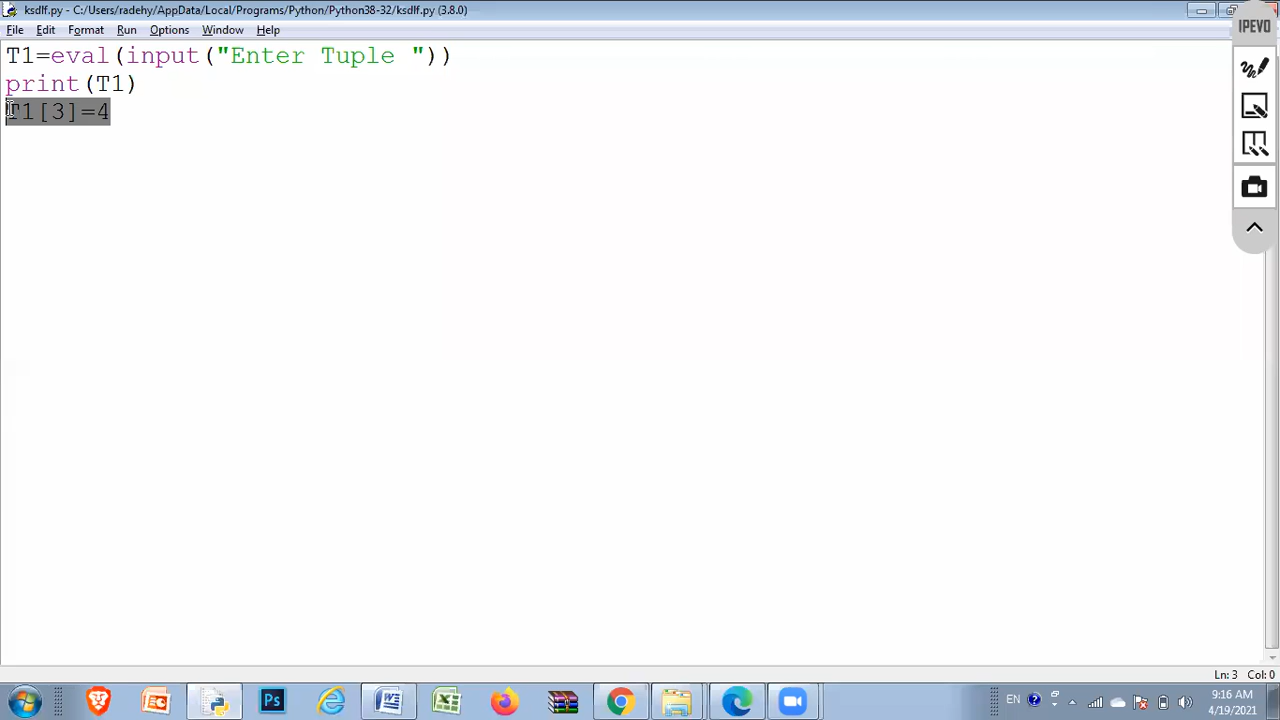 ksdlf.py - C:/Users/radehy/AppData/Local/Programs/Python/Python38-32/ksdlf.py (3.8.0)
File Edit Format Run Options Window Help
IPEVO
T1=eval(input("Enter Tuple "))
print(T1)
T1[3]=4
Ln: 3 Col: 0
Ps
EN
9:16 AM
4/19/2021